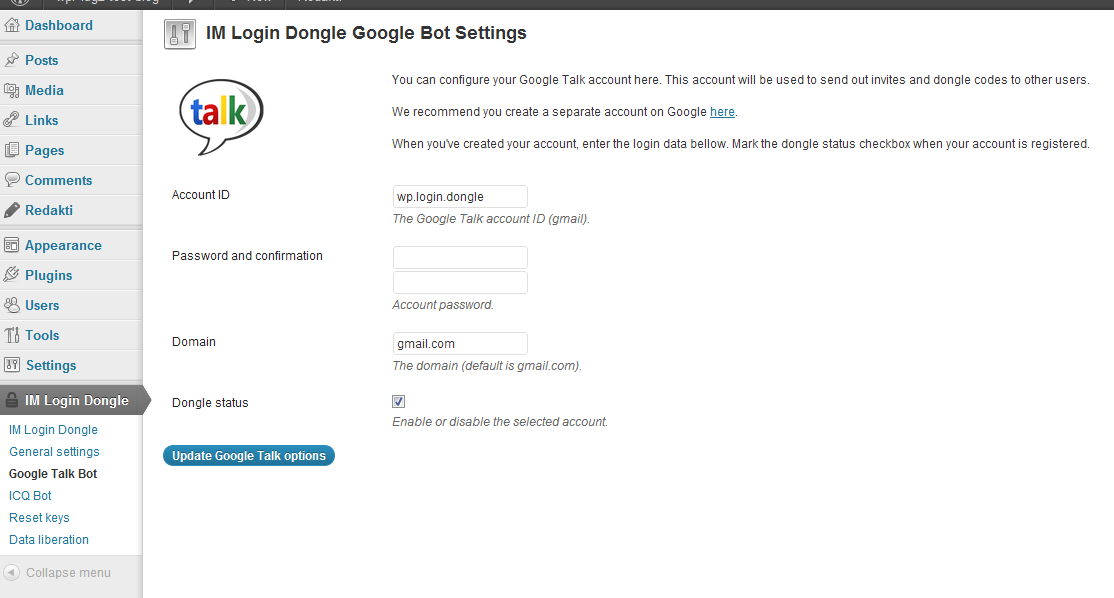 Dashboard
Posts
Media
Links
Pages
Comments
Redakti
Appearance
Plugins
Users
Tools
Settings
IM Login Dongle
IM Login Dongle
General settings
Google Talk Bot
ICQ Bot
Reset keys
Data liberation
Collapse menu
IM Login Dongle Google Bot Settings
talk
You can configure your Google Talk account here. This account will be used to send out invites and dongle codes to other users.
We recommend you create a separate account on Google here.
When you've created your account, enter the login data bellow. Mark the dongle status checkbox when your account is registered.
Account ID
wp.login.dongle
The Google Talk account ID (gmail).
Password and confirmation
Account password.
Domain
gmail.com
The domain (default is gmail.com).
Dongle status
Enable or disable the selected account.
Update Google Talk options